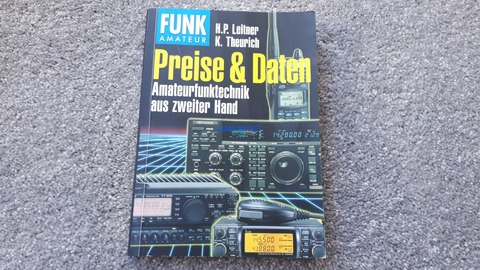 FUNK
AMATEUR
H.P. Leitner
K. Theurich
Preise & Daten
Amateurfunktechnik
aus zweiter Hand
KENWOOD